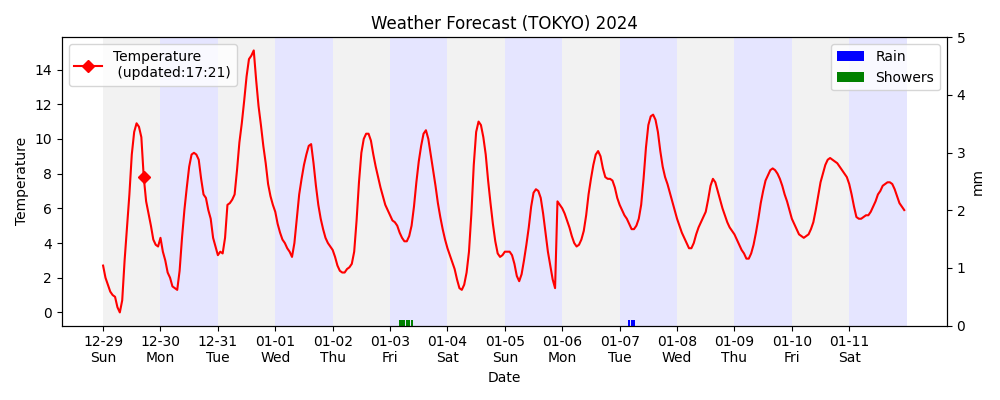 Weather Forecast (TOKYO) 2024
Temperature
(updated:17:21)
Rain
Showers
Temperature
14
12
10
8
6
4
2
0
5
4
3
2
1
0
mm
12-29 12-30 12-31 01-01 01-02 01-03 01-04 01-05 01-06 01-07 01-08 01-09 01-10 01-11
Sun Mon Tue Wed Thu Fri Sat Sun Mon Tue Wed Thu Fri Sat
Date